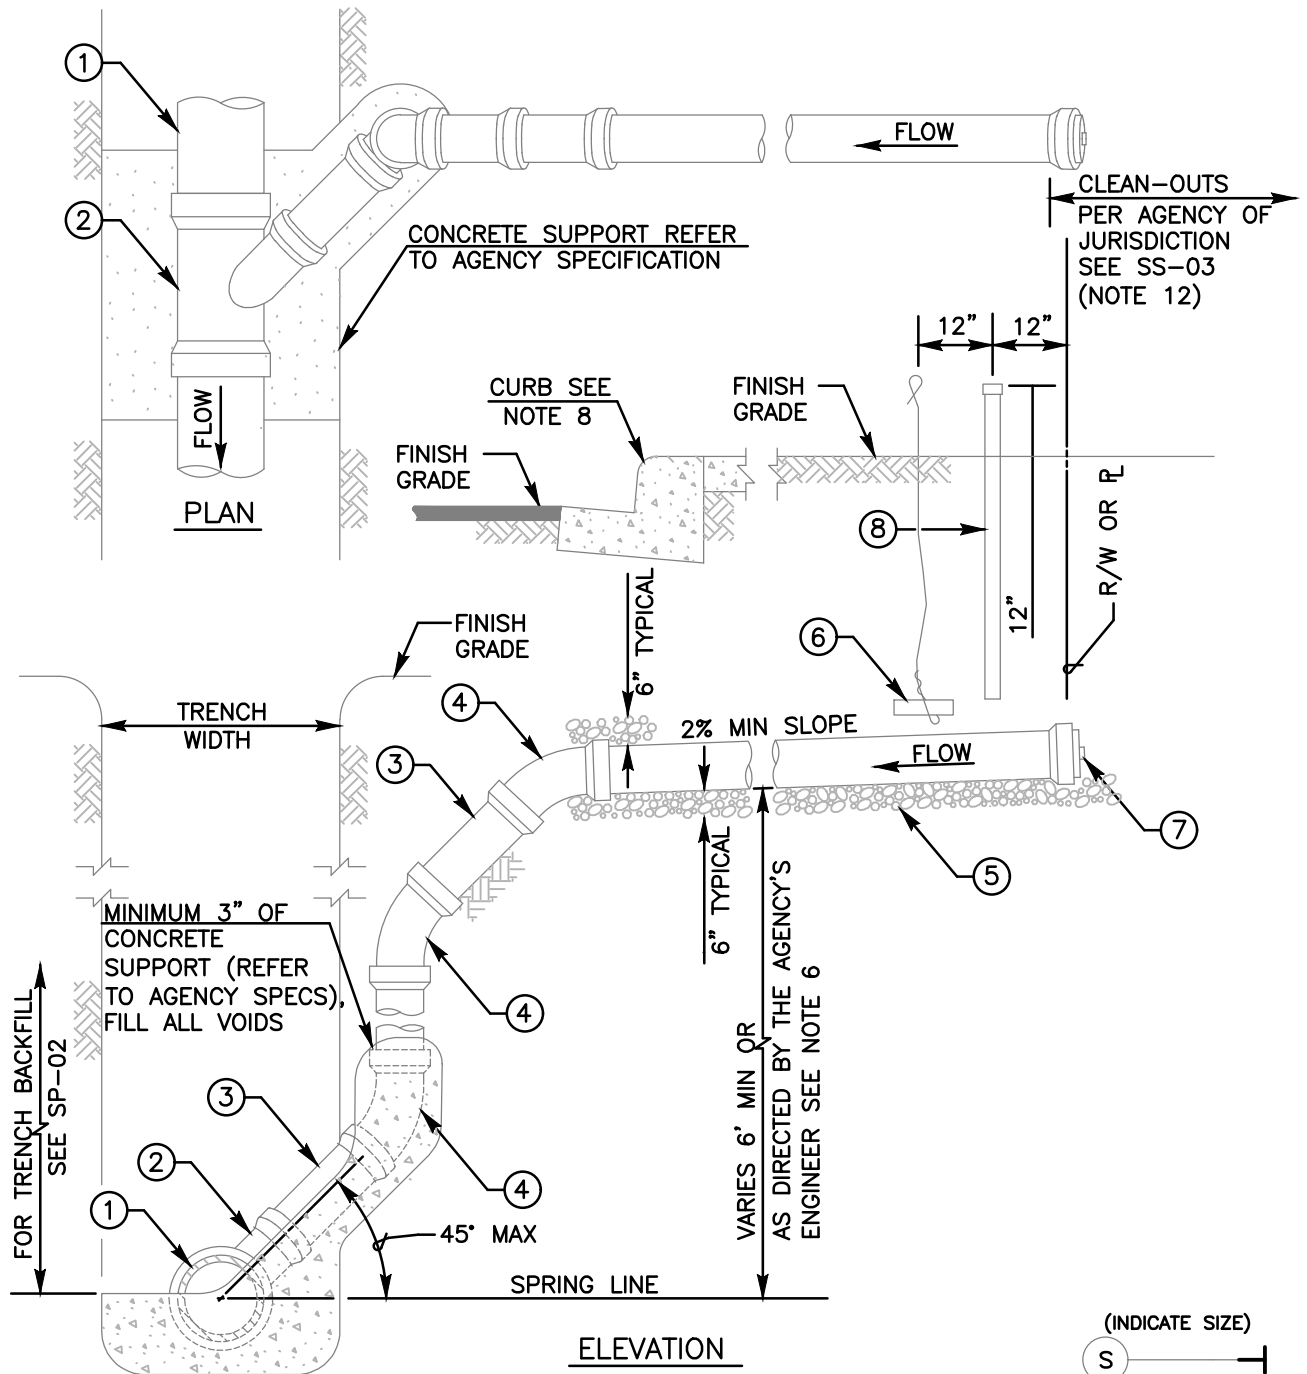 1
FLOW
CLEAN-OUTS
PER AGENCY OF
JURISDICTION
SEE SS-03
(NOTE 12)
2
CONCRETE SUPPORT REFER
TO AGENCY SPECIFICATION
12"
12"
CURB SEE
NOTE 8
FINISH
GRADE
FLOW
FINISH
GRADE
PLAN
8
R/W OR PL
12"
6" TYPICAL
FINISH
GRADE
6
4
TRENCH
WIDTH
2% MIN SLOPE
FLOW
3
7
5
6" TYPICAL
MINIMUM 3" OF
CONCRETE
SUPPORT (REFER
TO AGENCY SPECS),
FILL ALL VOIDS
4
FOR TRENCH BACKFILL
SEE SP-02
VARIES 6' MIN OR
AS DIRECTED BY THE AGENCY'S
ENGINEER SEE NOTE 6
3
2
4
1
45° MAX
SPRING LINE
ELEVATION
(INDICATE SIZE)
S